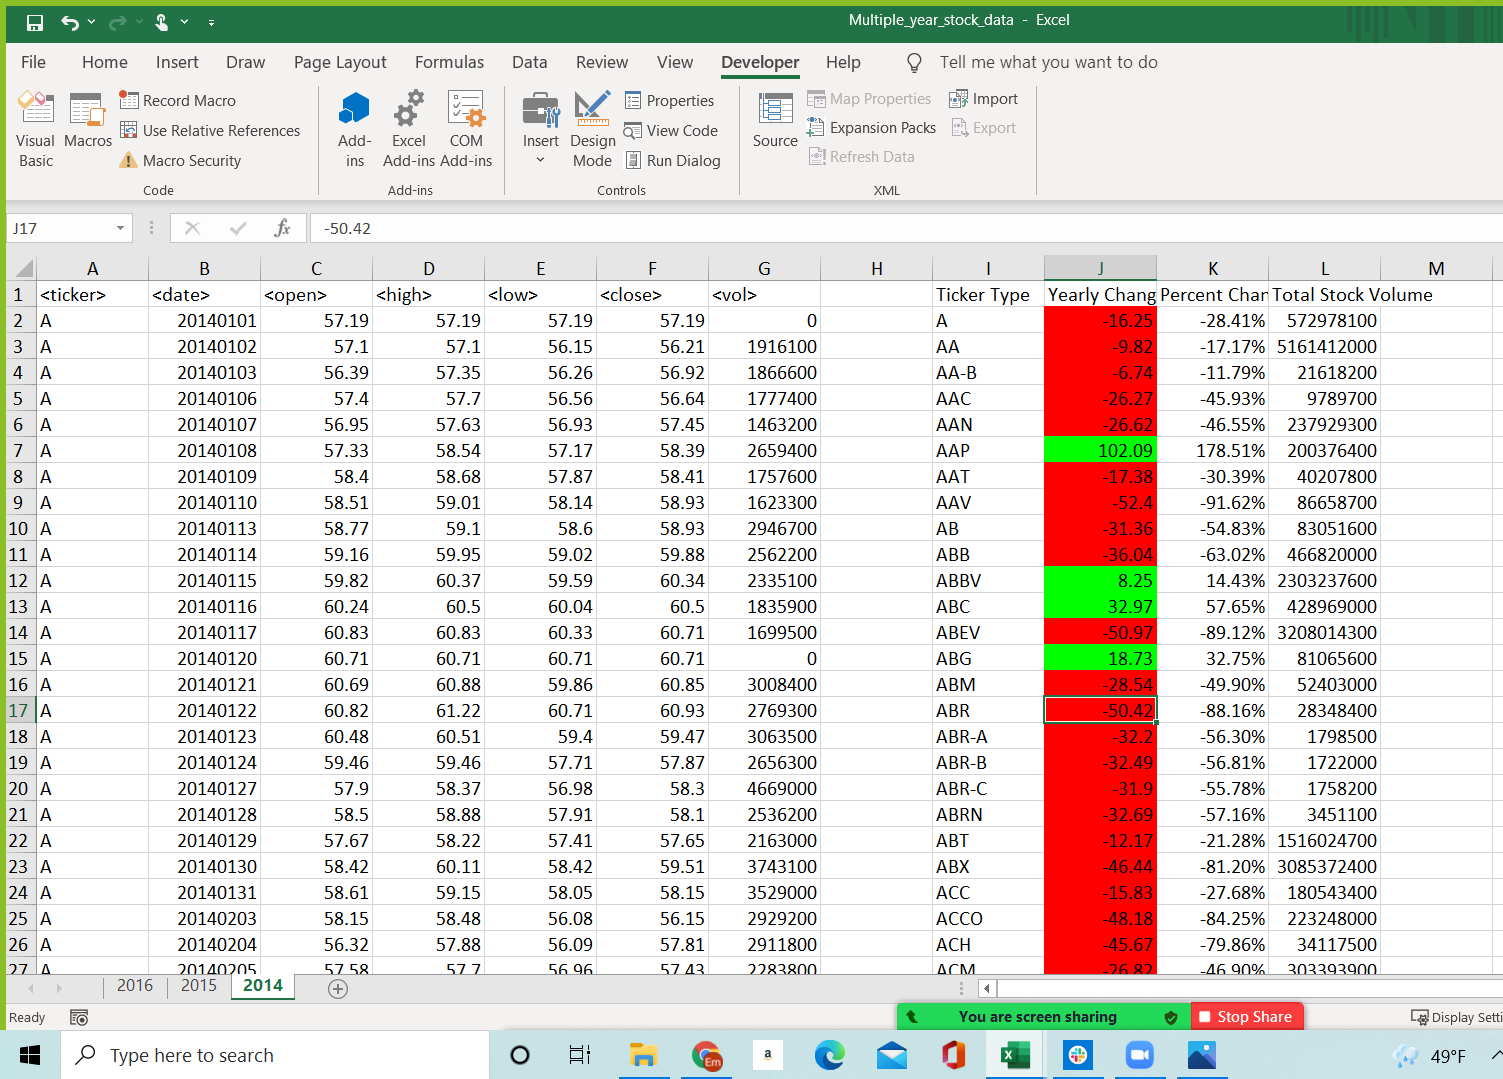 Multiple_year_stock_data - Excel
File Home Insert Draw Page Layout Formulas Data Review View Developer Help Tell me what you want to do
Visual Basic
Macros
Record Macro
Use Relative References
Macro Security
Code
Add-ins
Excel Add-ins
COM Add-ins
Add-ins
Insert
Design Mode
Properties
View Code
Run Dialog
Controls
Source
Map Properties
Expansion Packs
Refresh Data
Import
Export
XML
J17 fx -50.42
A B C D E F G H I J K L M
1 <ticker> <date> <open> <high> <low> <close> <vol> Ticker Type Yearly Chang Percent Chan Total Stock Volume
2 A 20140101 57.19 57.19 57.19 57.19 0 A -16.25 -28.41% 572978100
3 A 20140102 57.1 57.1 56.15 56.21 1916100 AA -9.82 -17.17% 5161412000
4 A 20140103 56.39 57.35 56.26 56.92 1866600 AA-B -6.74 -11.79% 21618200
5 A 20140106 57.4 57.7 56.56 56.64 1777400 AAC -26.27 -45.93% 9789700
6 A 20140107 56.95 57.63 56.93 57.45 1463200 AAN -26.62 -46.55% 237929300
7 A 20140108 57.33 58.54 57.17 58.39 2659400 AAP 102.09 178.51% 200376400
8 A 20140109 58.4 58.68 57.87 58.41 1757600 AAT -17.38 -30.39% 40207800
9 A 20140110 58.51 59.01 58.14 58.93 1623300 AAV -52.4 -91.62% 86658700
10 A 20140113 58.77 59.1 58.6 58.93 2946700 AB -31.36 -54.83% 83051600
11 A 20140114 59.16 59.95 59.02 59.88 2562200 ABB -36.04 -63.02% 466820000
12 A 20140115 59.82 60.37 59.59 60.34 2335100 ABBV 8.25 14.43% 2303237600
13 A 20140116 60.24 60.5 60.04 60.5 1835900 ABC 32.97 57.65% 428969000
14 A 20140117 60.83 60.83 60.33 60.71 1699500 ABEV -50.97 -89.12% 3208014300
15 A 20140120 60.71 60.71 60.71 60.71 0 ABG 18.73 32.75% 81065600
16 A 20140121 60.69 60.88 59.86 60.85 3008400 ABM -28.54 -49.90% 52403000
17 A 20140122 60.82 61.22 60.71 60.93 2769300 ABR -50.42 -88.16% 28348400
18 A 20140123 60.48 60.51 59.4 59.47 3063500 ABR-A -32.2 -56.30% 1798500
19 A 20140124 59.46 59.46 57.71 57.87 2656300 ABR-B -32.49 -56.81% 1722000
20 A 20140127 57.9 58.37 56.98 58.3 4669000 ABR-C -31.9 -55.78% 1758200
21 A 20140128 58.5 58.88 57.91 58.1 2536200 ABRN -32.69 -57.16% 3451100
22 A 20140129 57.67 58.22 57.41 57.65 2163000 ABT -12.17 -21.28% 1516024700
23 A 20140130 58.42 60.11 58.42 59.51 3743100 ABX -46.44 -81.20% 3085372400
24 A 20140131 58.61 59.15 58.05 58.15 3529000 ACC -15.83 -27.68% 180543400
25 A 20140203 58.15 58.48 56.08 56.15 2929200 ACCO -48.18 -84.25% 223248000
26 A 20140204 56.32 57.88 56.09 57.81 2911800 ACH -45.67 -79.86% 34117500
27 A 20140205 57.58 57.7 56.96 57.43 2283800 ACM -26.82 -46.90% 303393900
2016 2015 2014
Ready You are screen sharing Stop Share Display Setti
Type here to search a Em 49°F